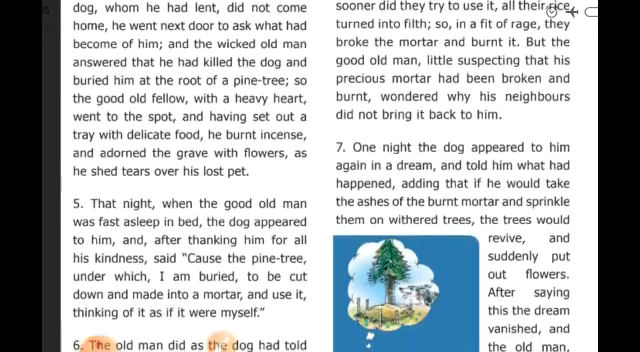 dog, whom he had lent, did not come
home, he went next door to ask what had
become of him; and the wicked old man
answered that he had killed the dog and
buried him at the root of a pine-tree; so
the good old fellow, with a heavy heart,
went to the spot, and having set out a
tray with delicate food, he burnt incense,
and adorned the grave with flowers, as
he shed tears over his lost pet.
5. That night, when the good old man
was fast asleep in bed, the dog appeared
to him, and, after thanking him for all
his kindness, said “Cause the pine-tree,
under which, I am buried, to be cut
down and made into a mortar, and use it,
thinking of it as if it were myself.”
6. The old man did as the dog had told
sooner did they try to use it, all their rice
turned into filth; so, in a fit of rage, they
broke the mortar and burnt it. But the
good old man, little suspecting that his
precious mortar had been broken and
burnt, wondered why his neighbours
did not bring it back to him.
7. One night the dog appeared to him
again in a dream, and told him what had
happened, adding that if he would take
the ashes of the burnt mortar and sprinkle
them on withered trees, the trees would
revive, and
suddenly put
out flowers.
After saying
this the dream
vanished, and
the old man,